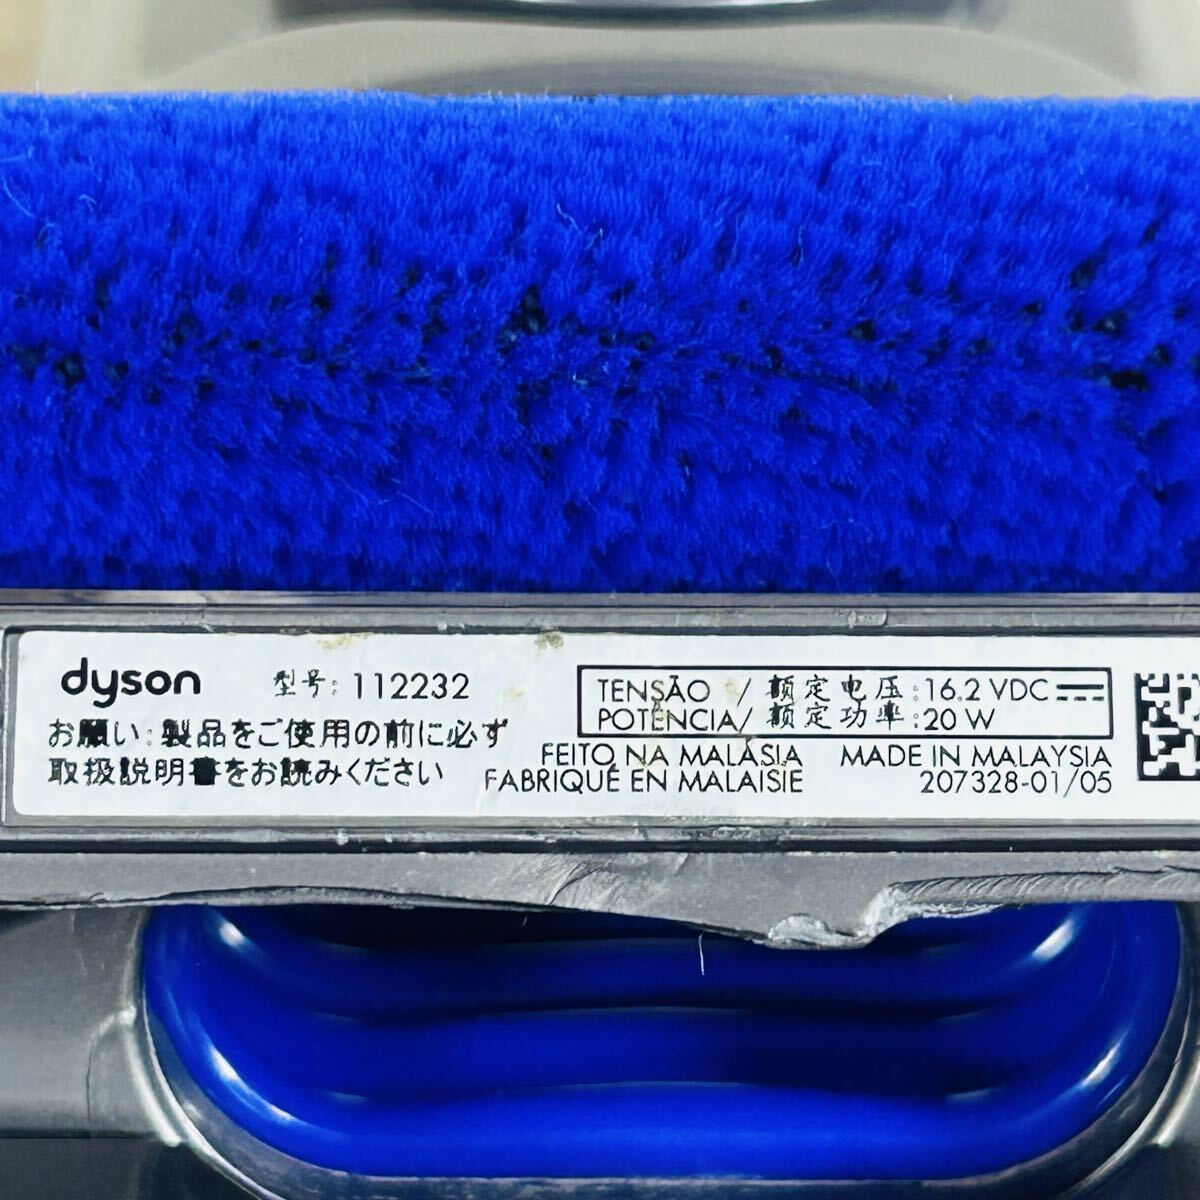 dyson 型号: 112232
お願い: 製品をご使用の前に必ず
取扱説明書をお読みください
TENSÃO / 额定电压: 16.2 VDC
POTÊNCIA/ 额定功率: 20 W
FEITO NA MALÁSIA MADE IN MALAYSIA
FABRIQUÉ EN MALAISIE 207328-01/05